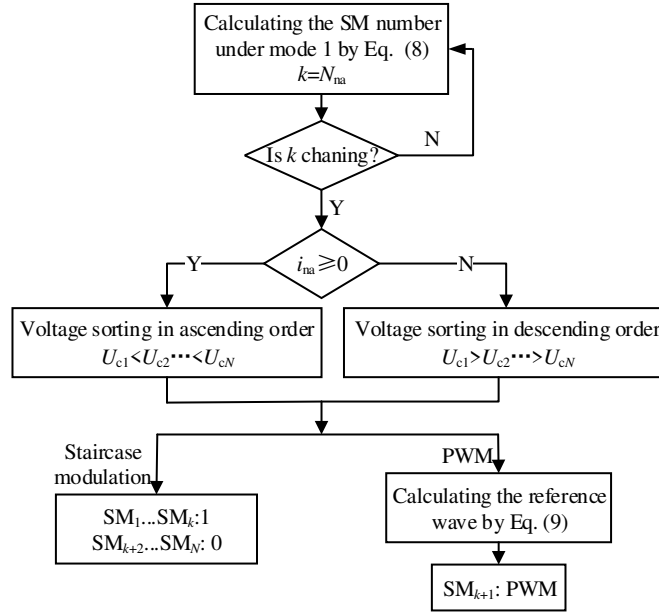 Calculating the SM number
under mode 1 by Eq. (8)
k=Nna
Is k chaning?
N
Y
ina≥0
Y
N
Voltage sorting in ascending order
Uc1<Uc2···<UcN
Voltage sorting in descending order
Uc1>Uc2···>UcN
Staircase
modulation
PWM
SM1...SMk:1
SMk+2...SMN: 0
Calculating the reference
wave by Eq. (9)
SMk+1: PWM